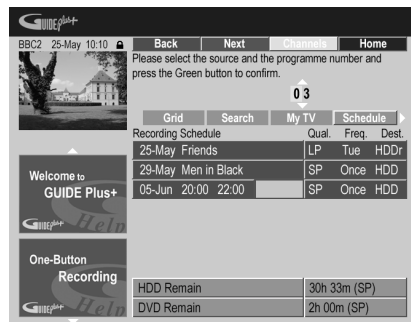 GUIDE Plus+
BBC2 25-May 10:10
Back Next Channels Home
Please select the source and the programme number and
press the Green button to confirm.
0 3
Grid Search My TV Schedule
Recording Schedule Qual. Freq. Dest.
25-May Friends LP Tue HDDr
29-May Men in Black SP Once HDD
05-Jun 20:00 22:00 SP Once HDD
Welcome to
GUIDE Plus+
GUIDE Plus+ Help
One-Button
Recording
GUIDE Plus+ Help
HDD Remain 30h 33m (SP)
DVD Remain 2h 00m (SP)